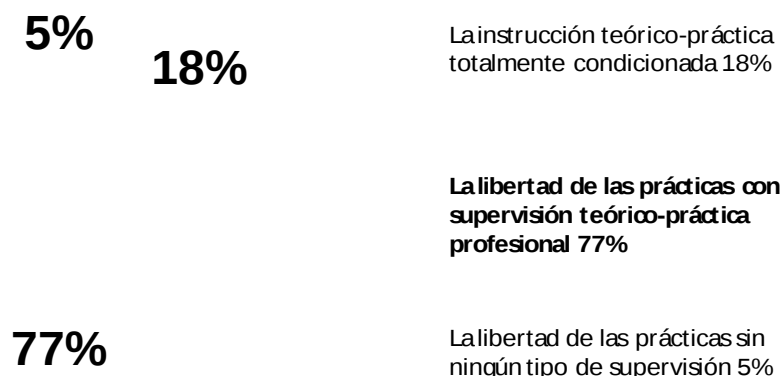 5%
18%
La instrucción teórico-práctica
totalmente condicionada 18%
La libertad de las prácticas con
supervisión teórico-práctica
profesional 77%
77%
La libertad de las prácticas sin
ningún tipo de supervisión 5%